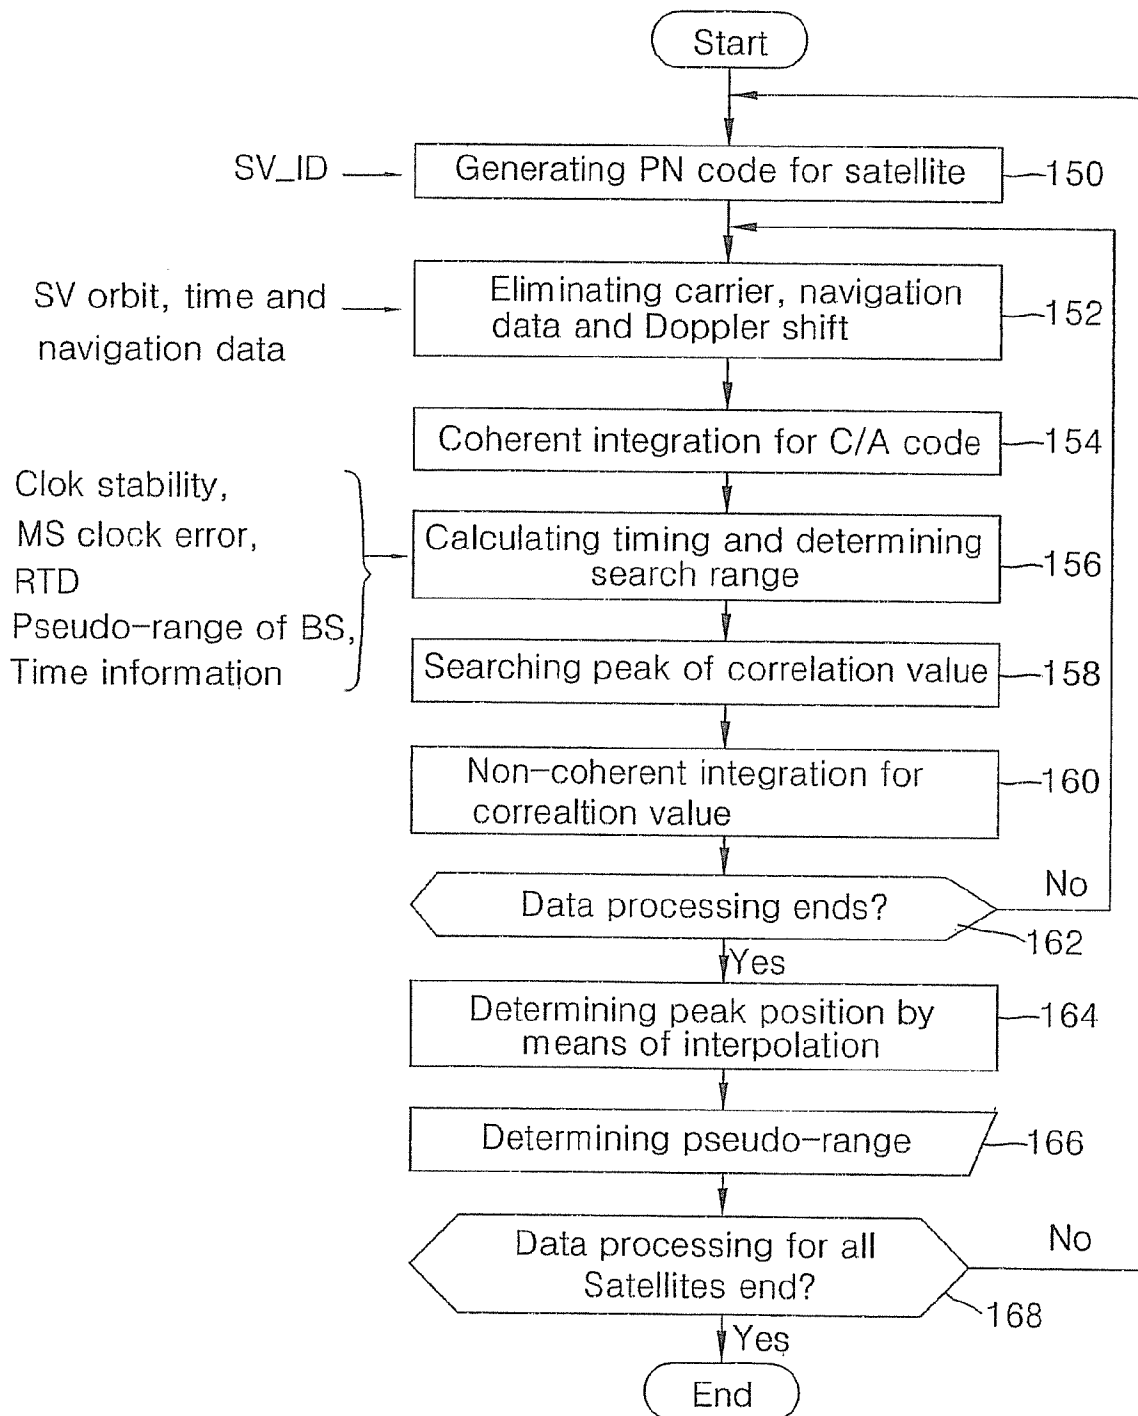 Start
SV_ID
Generating PN code for satellite
150
SV orbit, time and
navigation data
Eliminating carrier, navigation
data and Doppler shift
152
Coherent integration for C/A code
154
Clok stability,
MS clock error,
RTD
Pseudo-range of BS,
Time information
Calculating timing and determining
search range
156
Searching peak of correlation value
158
Non-coherent integration for
correaltion value
160
Data processing ends?
No
162
Yes
Determining peak position by
means of interpolation
164
Determining pseudo-range
166
Data processing for all
Satellites end?
No
168
Yes
End